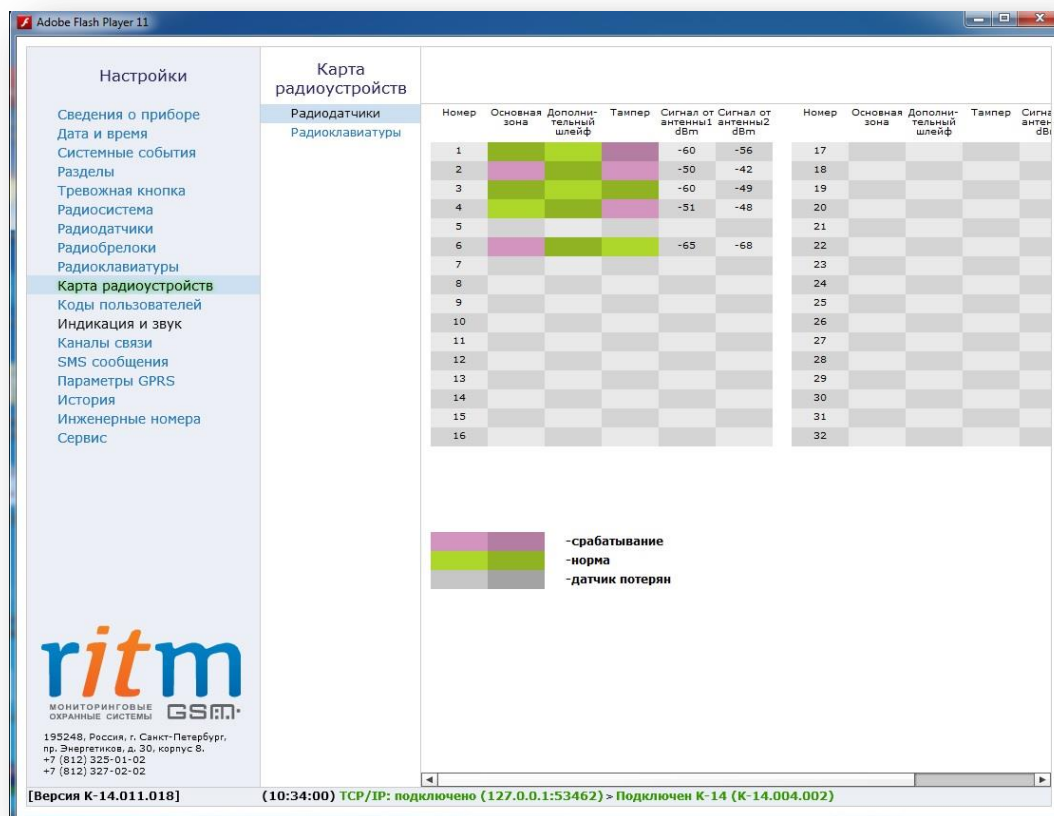 Adobe Flash Player 11
Настройки
Сведения о приборе
Дата и время
Системные события
Разделы
Тревожная кнопка
Радиосистема
Радиодатчики
Радиобрелоки
Радиоклавиатуры
Карта радиоустройств
Коды пользователей
Индикация и звук
Каналы связи
SMS сообщения
Параметры GPRS
История
Инженерные номера
Сервис
ritm
МОНИТОРИНГОВЫЕ
ОХРАННЫЕ СИСТЕМЫ GSM
195248, Россия, г. Санкт-Петербург,
пр. Энергетиков, д. 30, корпус 8.
+7 (812) 325-01-02
+7 (812) 327-02-02
Карта
радиоустройств
Радиодатчики
Радиоклавиатуры
Номер Основная Дополни- Тампер Сигнал от Сигнал от Номер Основная Дополни- Тампер Сигна
зона тельный антенны1 антенны2 зона тельный антен
шлейф dBm dBm шлейф dB
1 -60 -56 17
2 -50 -42 18
3 -60 -49 19
4 -51 -48 20
5 21
6 -65 -68 22
7 23
8 24
9 25
10 26
11 27
12 28
13 29
14 30
15 31
16 32
-срабатывание
-норма
-датчик потерян
[Версия К-14.011.018] (10:34:00) TCP/IP: подключено (127.0.0.1:53462) > Подключен К-14 (К-14.004.002)